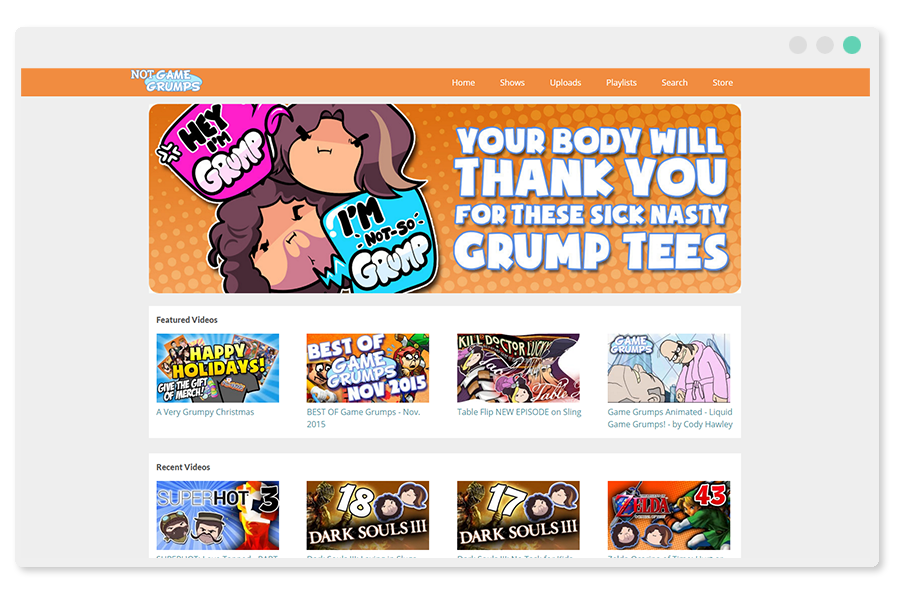 NOT GAME
GRUMPS
Home Shows Uploads Playlists Search Store
HEY
I'M
GRUMP
I'M
NOT-SO
GRUMP
YOUR BODY WILL
THANK YOU
FOR THESE SICK NASTY
GRUMP TEES
Featured Videos
HAPPY
HOLIDAYS!
GIVE THE GIFT
OF MERCH!
A Very Grumpy Christmas
BEST OF
GAME
GRUMPS
NOV 2015
BEST OF Game Grumps - Nov.
2015
KILL DOCTOR LUCKY
Table
Table Flip NEW EPISODE on Sling
GAME
GRUMPS
Game Grumps Animated - Liquid
Game Grumps! - by Cody Hawley
Recent Videos
SUPERHOT 3
18
DARK SOULS III
17
DARK SOULS III
ZELDA
43